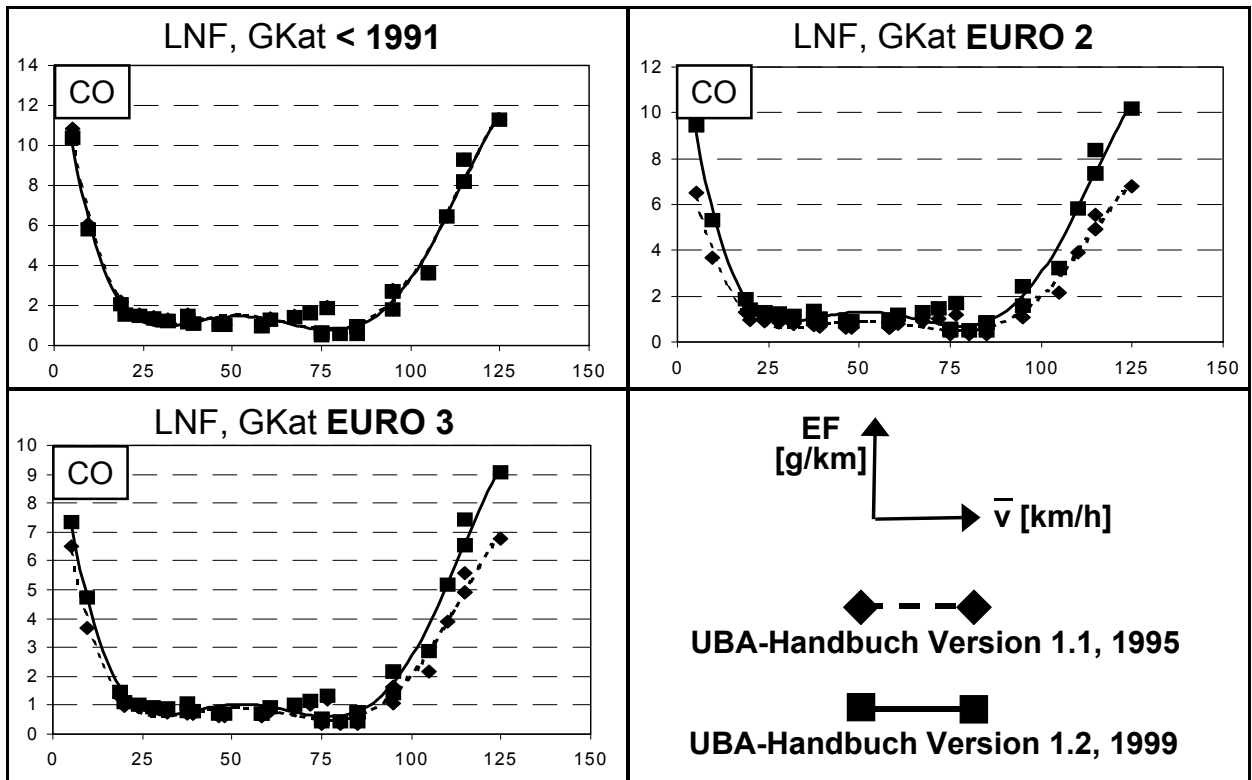 LNF, GKat < 1991
CO
14
12
10
8
6
4
2
0
0 25 50 75 100 125 150
LNF, GKat EURO 2
CO
12
10
8
6
4
2
0
0 25 50 75 100 125 150
LNF, GKat EURO 3
CO
10
9
8
7
6
5
4
3
2
1
0
0 25 50 75 100 125 150
EF
[g/km]
v̅ [km/h]
UBA-Handbuch Version 1.1, 1995
UBA-Handbuch Version 1.2, 1999